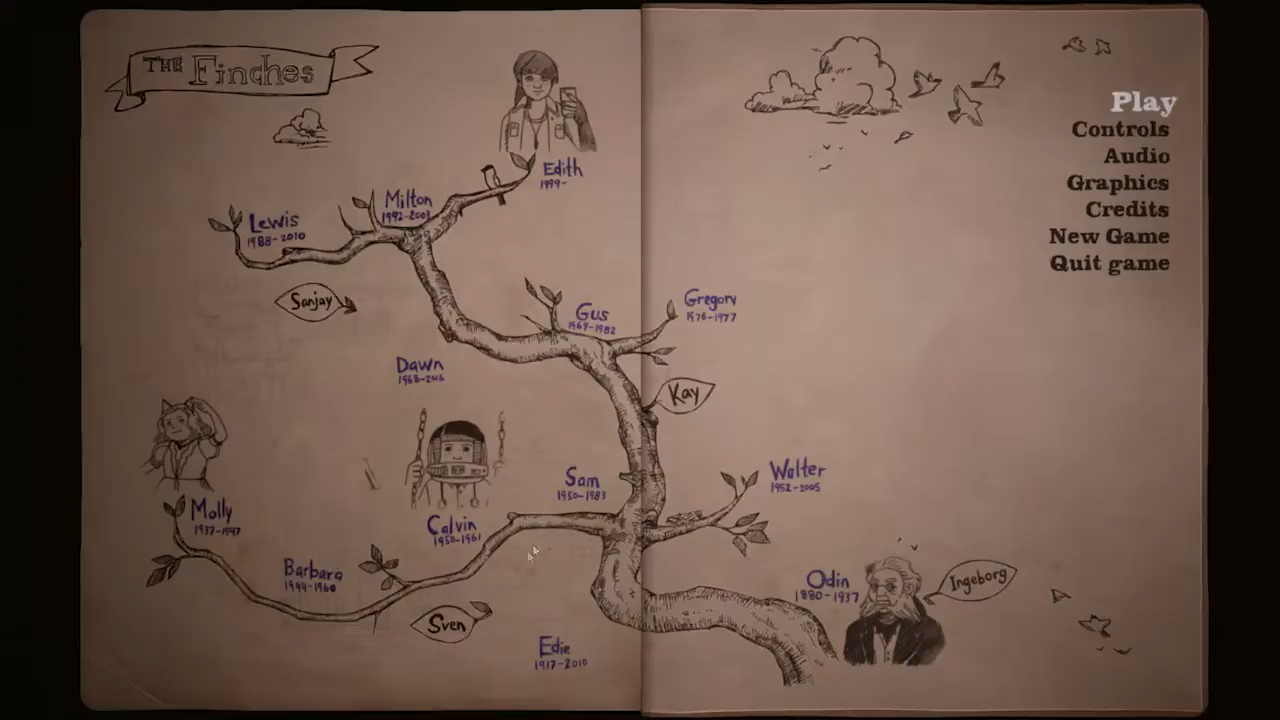 THE Finches
Edith
1999-
Milton
1992-2003
Lewis
1988-2010
Sanjay
Gus
1969-1982
Gregory
1976-1977
Dawn
1968-2016
Kay
Sam
1950-1983
Walter
1952-2005
Molly
1937-1947
Calvin
1950-1961
Barbara
1944-1960
Sven
Odin
1880-1937
Ingeborg
Edie
1917-2010
Play
Controls
Audio
Graphics
Credits
New Game
Quit game